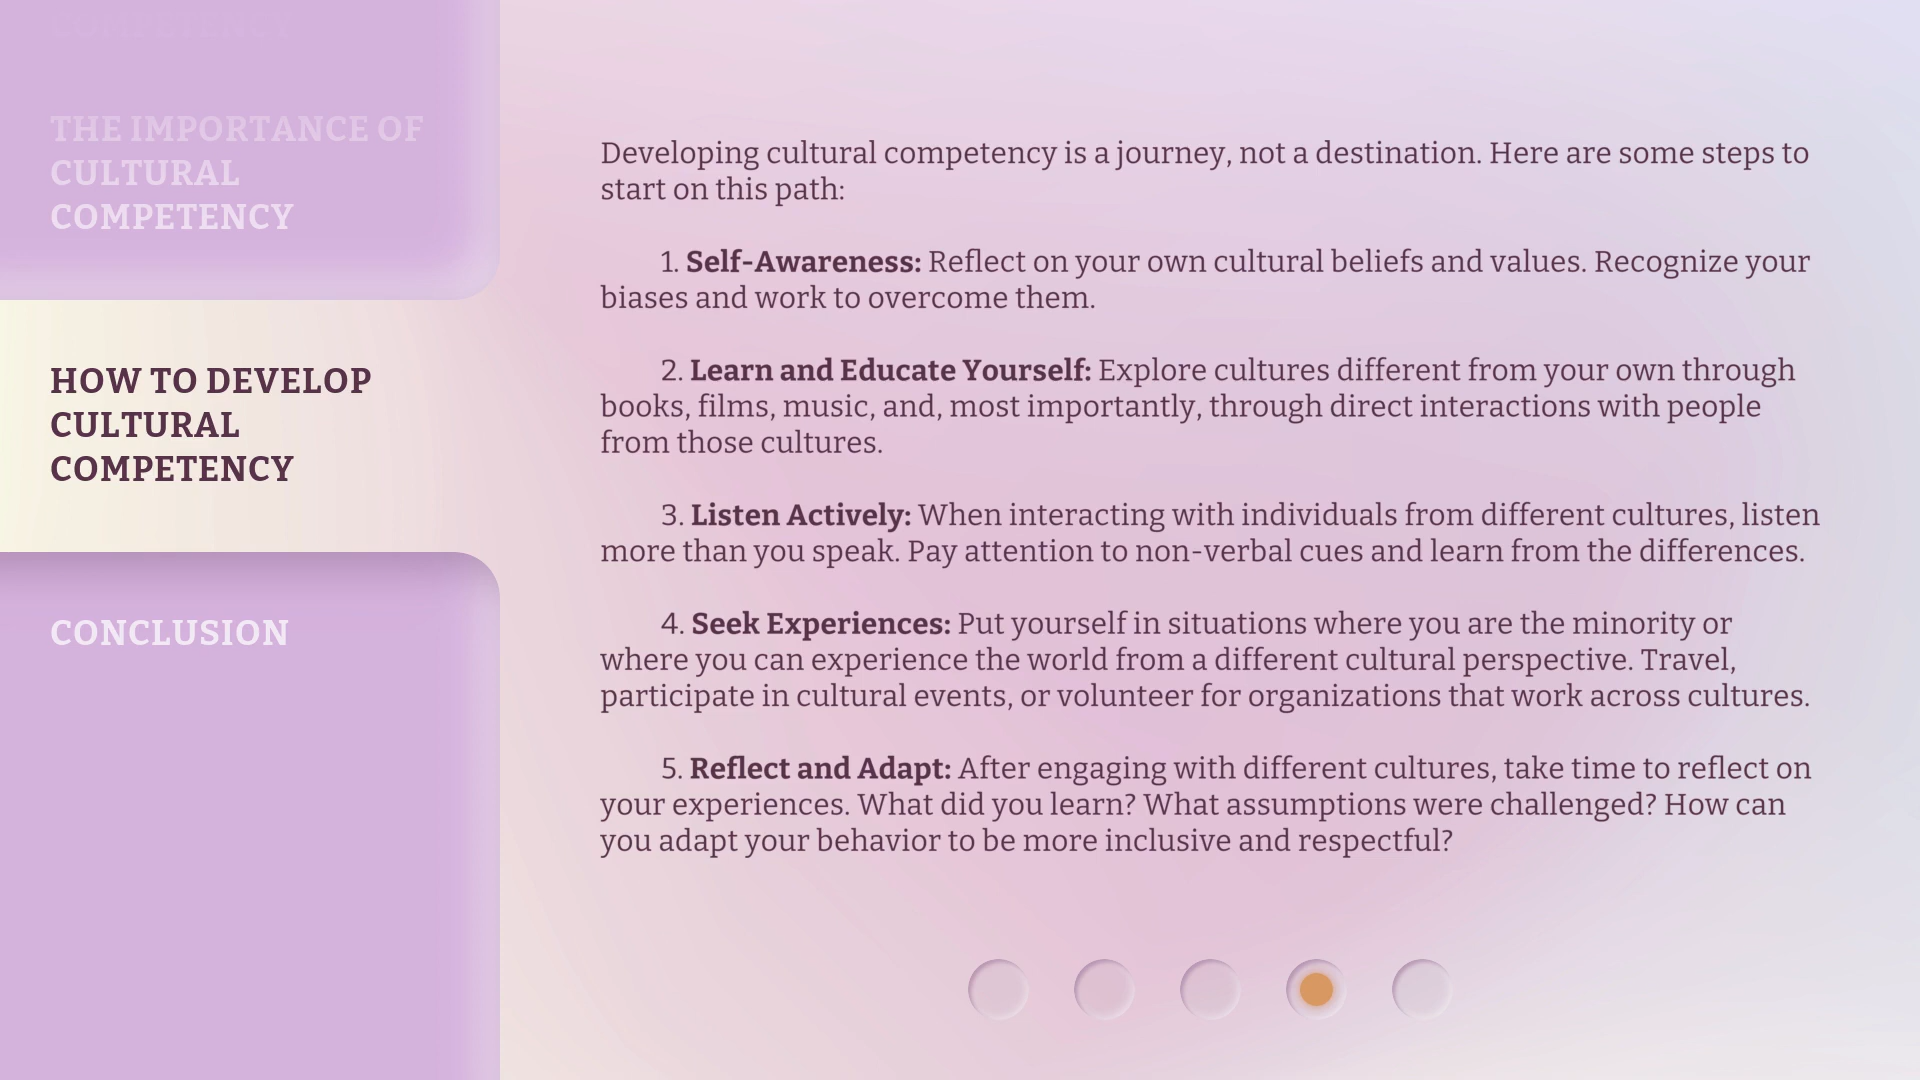 COMPETENCY
THE IMPORTANCE OF
CULTURAL
COMPETENCY
HOW TO DEVELOP
CULTURAL
COMPETENCY
CONCLUSION
Developing cultural competency is a journey, not a destination. Here are some steps to
start on this path:
1. Self-Awareness: Reflect on your own cultural beliefs and values. Recognize your
biases and work to overcome them.
2. Learn and Educate Yourself: Explore cultures different from your own through
books, films, music, and, most importantly, through direct interactions with people
from those cultures.
3. Listen Actively: When interacting with individuals from different cultures, listen
more than you speak. Pay attention to non-verbal cues and learn from the differences.
4. Seek Experiences: Put yourself in situations where you are the minority or
where you can experience the world from a different cultural perspective. Travel,
participate in cultural events, or volunteer for organizations that work across cultures.
5. Reflect and Adapt: After engaging with different cultures, take time to reflect on
your experiences. What did you learn? What assumptions were challenged? How can
you adapt your behavior to be more inclusive and respectful?